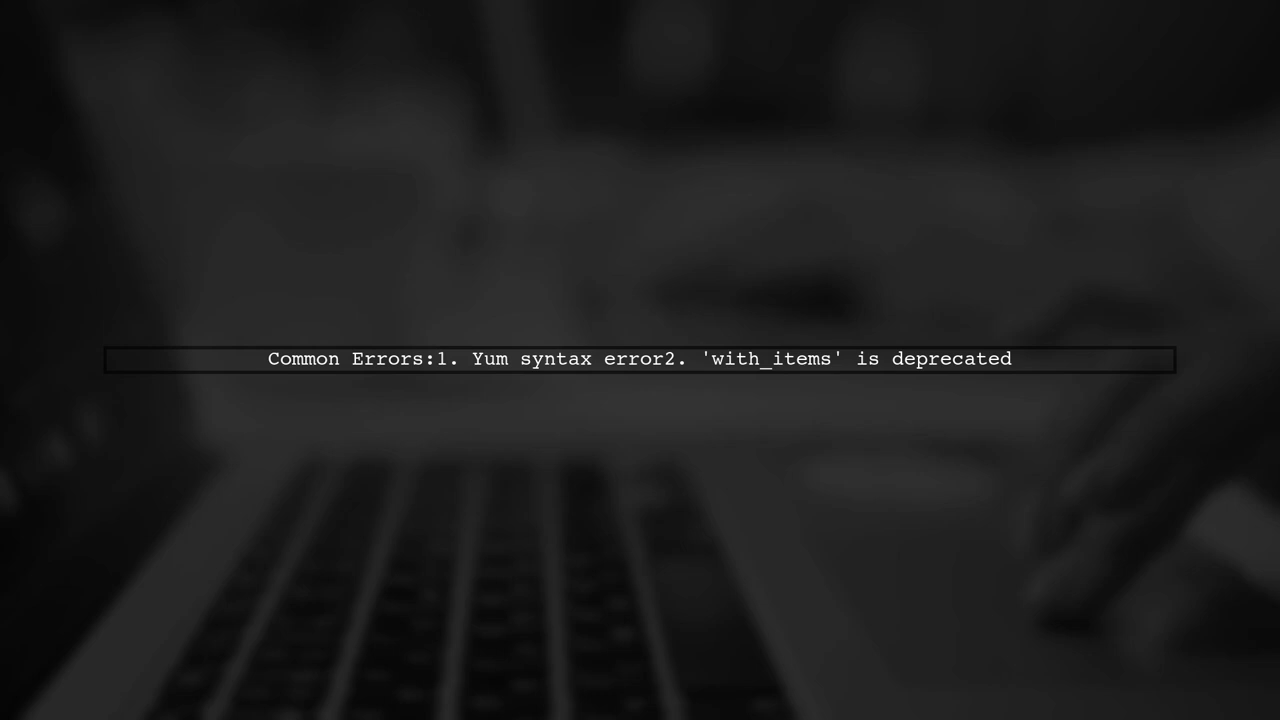 Common Errors:1. Yum syntax error2. 'with_items' is deprecated